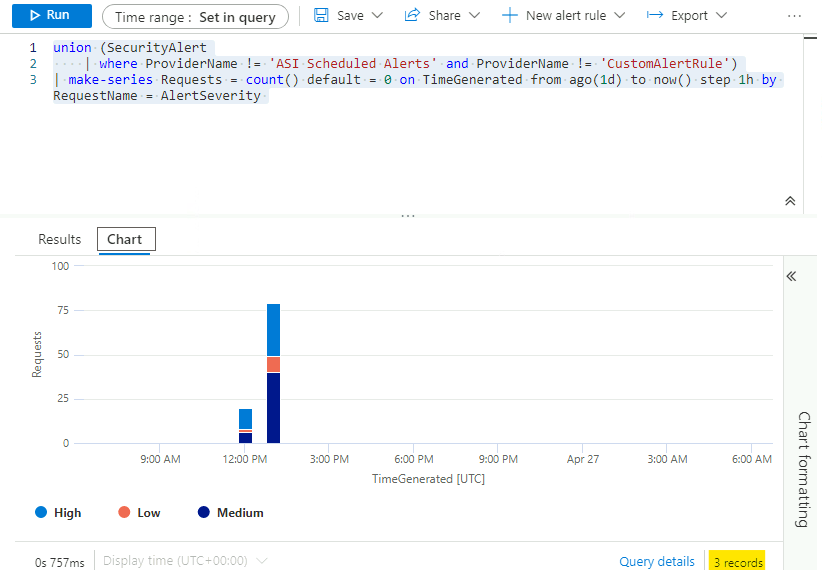 Run Time range : Set in query Save Share New alert rule Export ...
1 union (SecurityAlert
2 | where ProviderName != 'ASI Scheduled Alerts' and ProviderName != 'CustomAlertRule')
3 | make-series Requests = count() default = 0 on TimeGenerated from ago(1d) to now() step 1h by
RequestName = AlertSeverity
Results Chart
100
75
50
25
0
Requests
9:00 AM 12:00 PM 3:00 PM 6:00 PM 9:00 PM Apr 27 3:00 AM 6:00 AM
TimeGenerated [UTC]
High Low Medium
Chart formatting
0s 757ms Display time (UTC+00:00) Query details 3 records